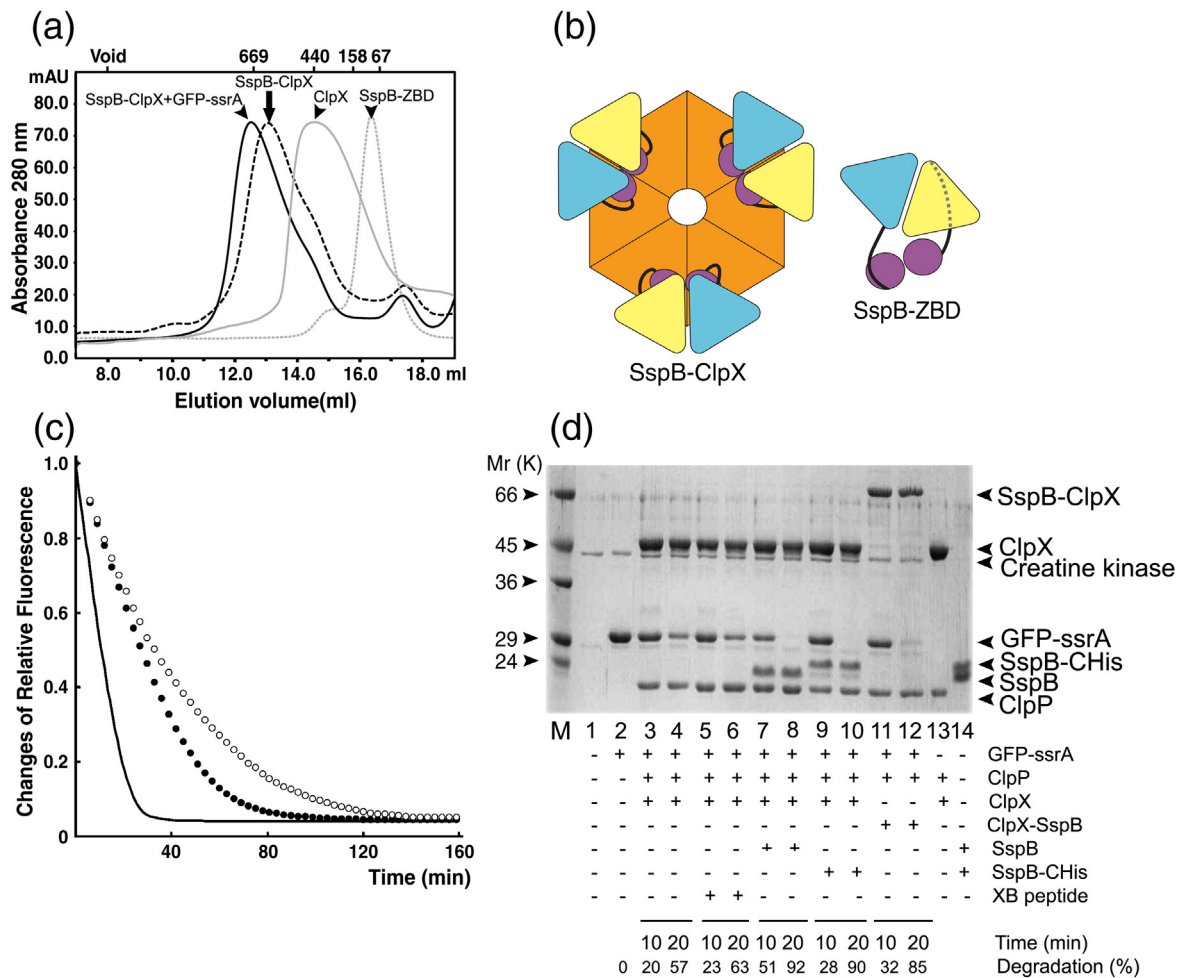 (a)
Void 669 440 158 67
mAU
SspB-ClpX
SspB-ClpX+GFP-ssrA
ClpX
SspB-ZBD
80.0
70.0
60.0
50.0
40.0
30.0
20.0
10.0
0.0
Absorbance 280 nm
8.0 10.0 12.0 14.0 16.0 18.0 ml
Elution volume(ml)
(b)
SspB-ClpX
SspB-ZBD
(c)
1.0
0.8
0.6
0.4
0.2
0
Changes of Relative Fluorescence
40 80 120 160
Time (min)
(d)
Mr (K)
66
45
36
29
24
SspB-ClpX
ClpX
Creatine kinase
GFP-ssrA
SspB-CHis
SspB
ClpP
M 1 2 3 4 5 6 7 8 9 10 11 12 13 14
- - + + + + + + + + + + + - - GFP-ssrA
- - - + + + + + + + + + + + - ClpP
- - - + + + + + + + + - - + - ClpX
- - - - - - - - - - - + + - - ClpX-SspB
- - - - - - - + + - - - - - + SspB
- - - - - - - - - + + - - - + SspB-CHis
- - - - - + + - - - - - - - - XB peptide
10 20 10 20 10 20 10 20 10 20 Time (min)
0 20 57 23 63 51 92 28 90 32 85 Degradation (%)